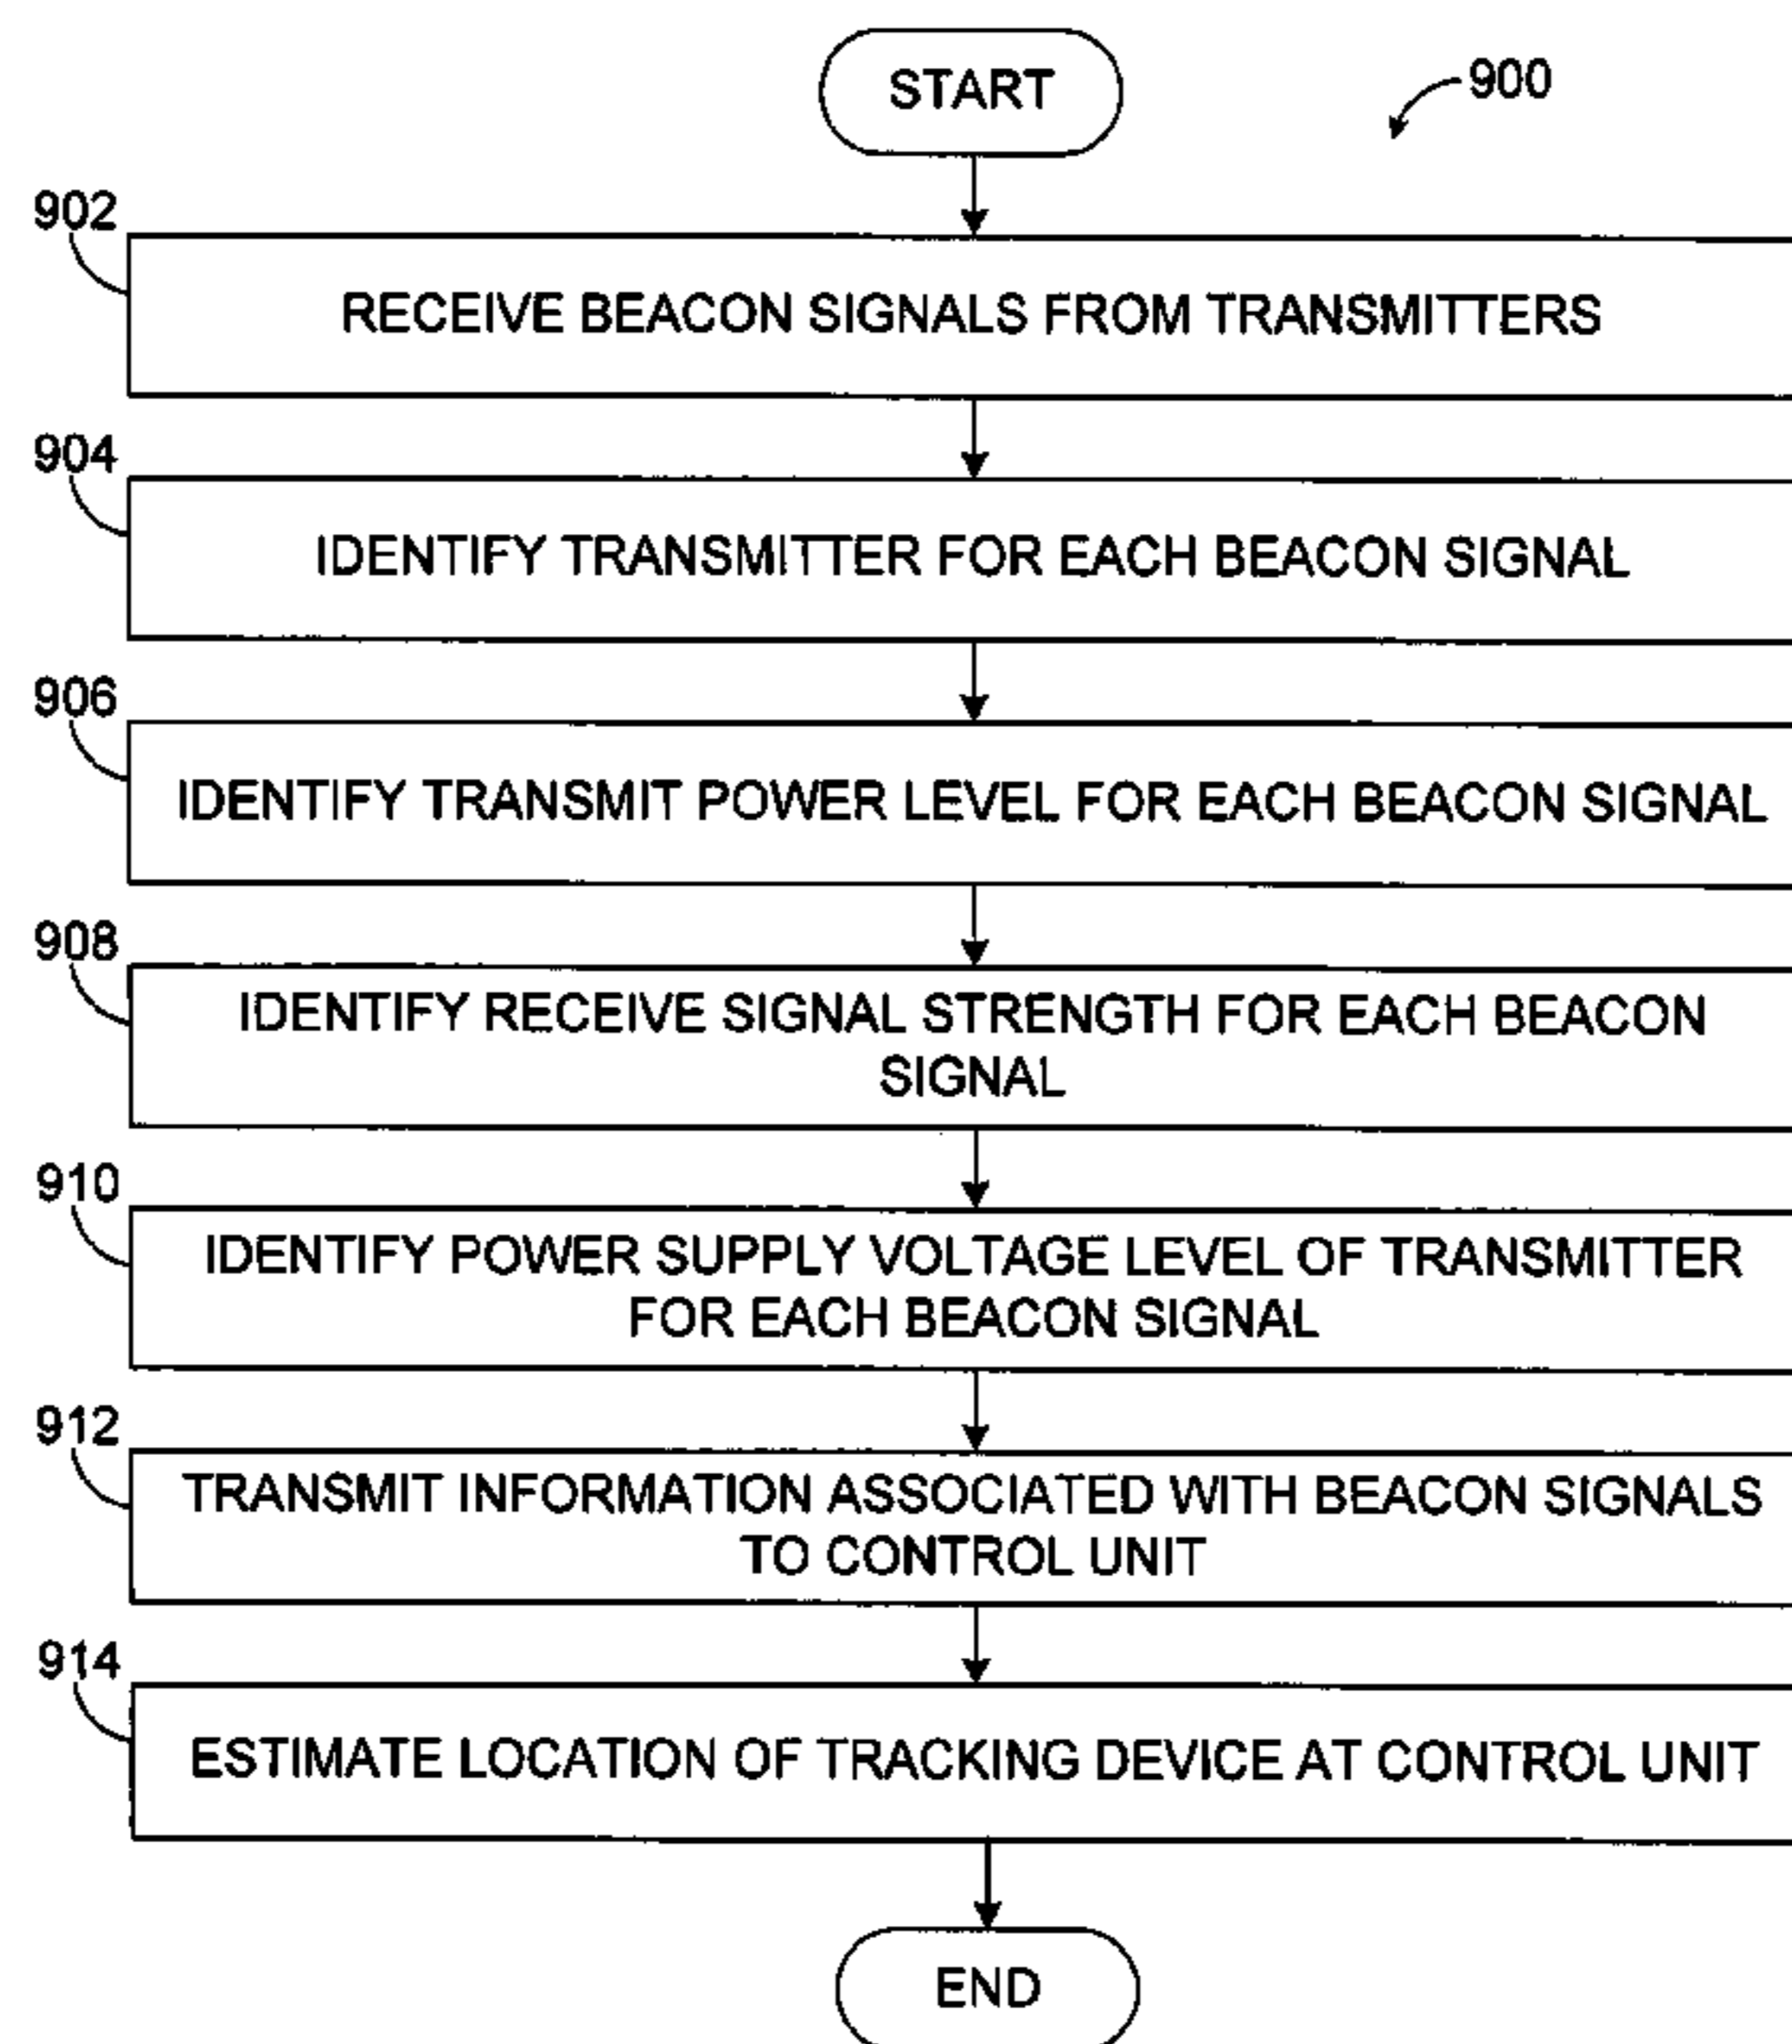 START
900
902
RECEIVE BEACON SIGNALS FROM TRANSMITTERS
904
IDENTIFY TRANSMITTER FOR EACH BEACON SIGNAL
906
IDENTIFY TRANSMIT POWER LEVEL FOR EACH BEACON SIGNAL
908
IDENTIFY RECEIVE SIGNAL STRENGTH FOR EACH BEACON
SIGNAL
910
IDENTIFY POWER SUPPLY VOLTAGE LEVEL OF TRANSMITTER
FOR EACH BEACON SIGNAL
912
TRANSMIT INFORMATION ASSOCIATED WITH BEACON SIGNALS
TO CONTROL UNIT
914
ESTIMATE LOCATION OF TRACKING DEVICE AT CONTROL UNIT
END